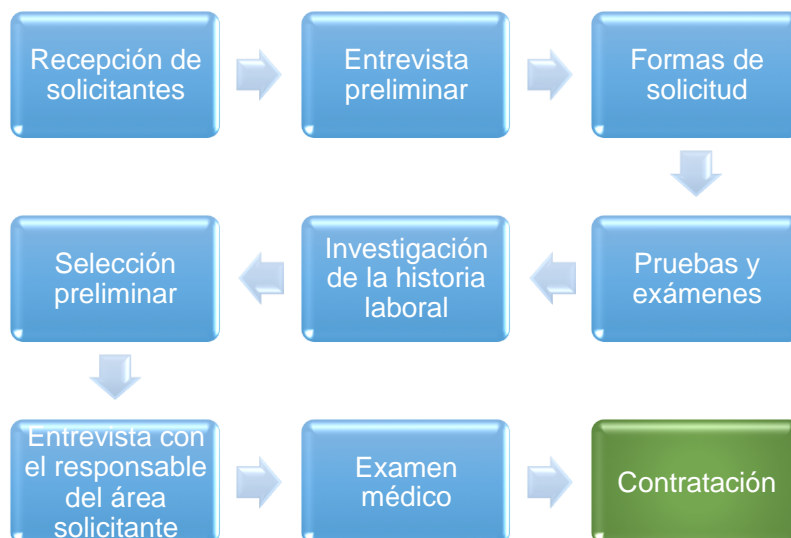 Recepción de
solicitantes
Entrevista
preliminar
Formas de
solicitud
Pruebas y
exámenes
Investigación
de la historia
laboral
Selección
preliminar
Entrevista con
el responsable
del área
solicitante
Examen
médico
Contratación